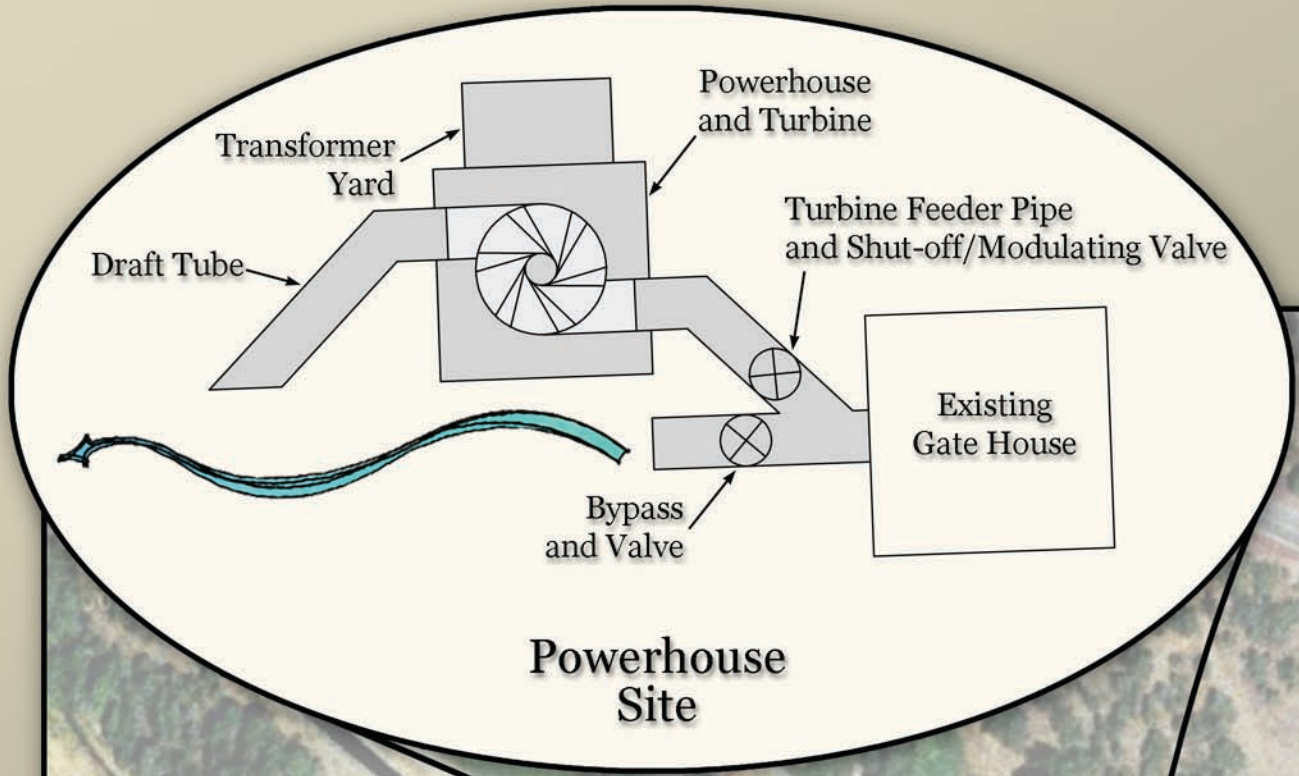 Powerhouse
and Turbine
Transformer
Yard
Turbine Feeder Pipe
and Shut-off/Modulating Valve
Draft Tube
Existing
Gate House
Bypass
and Valve
Powerhouse
Site